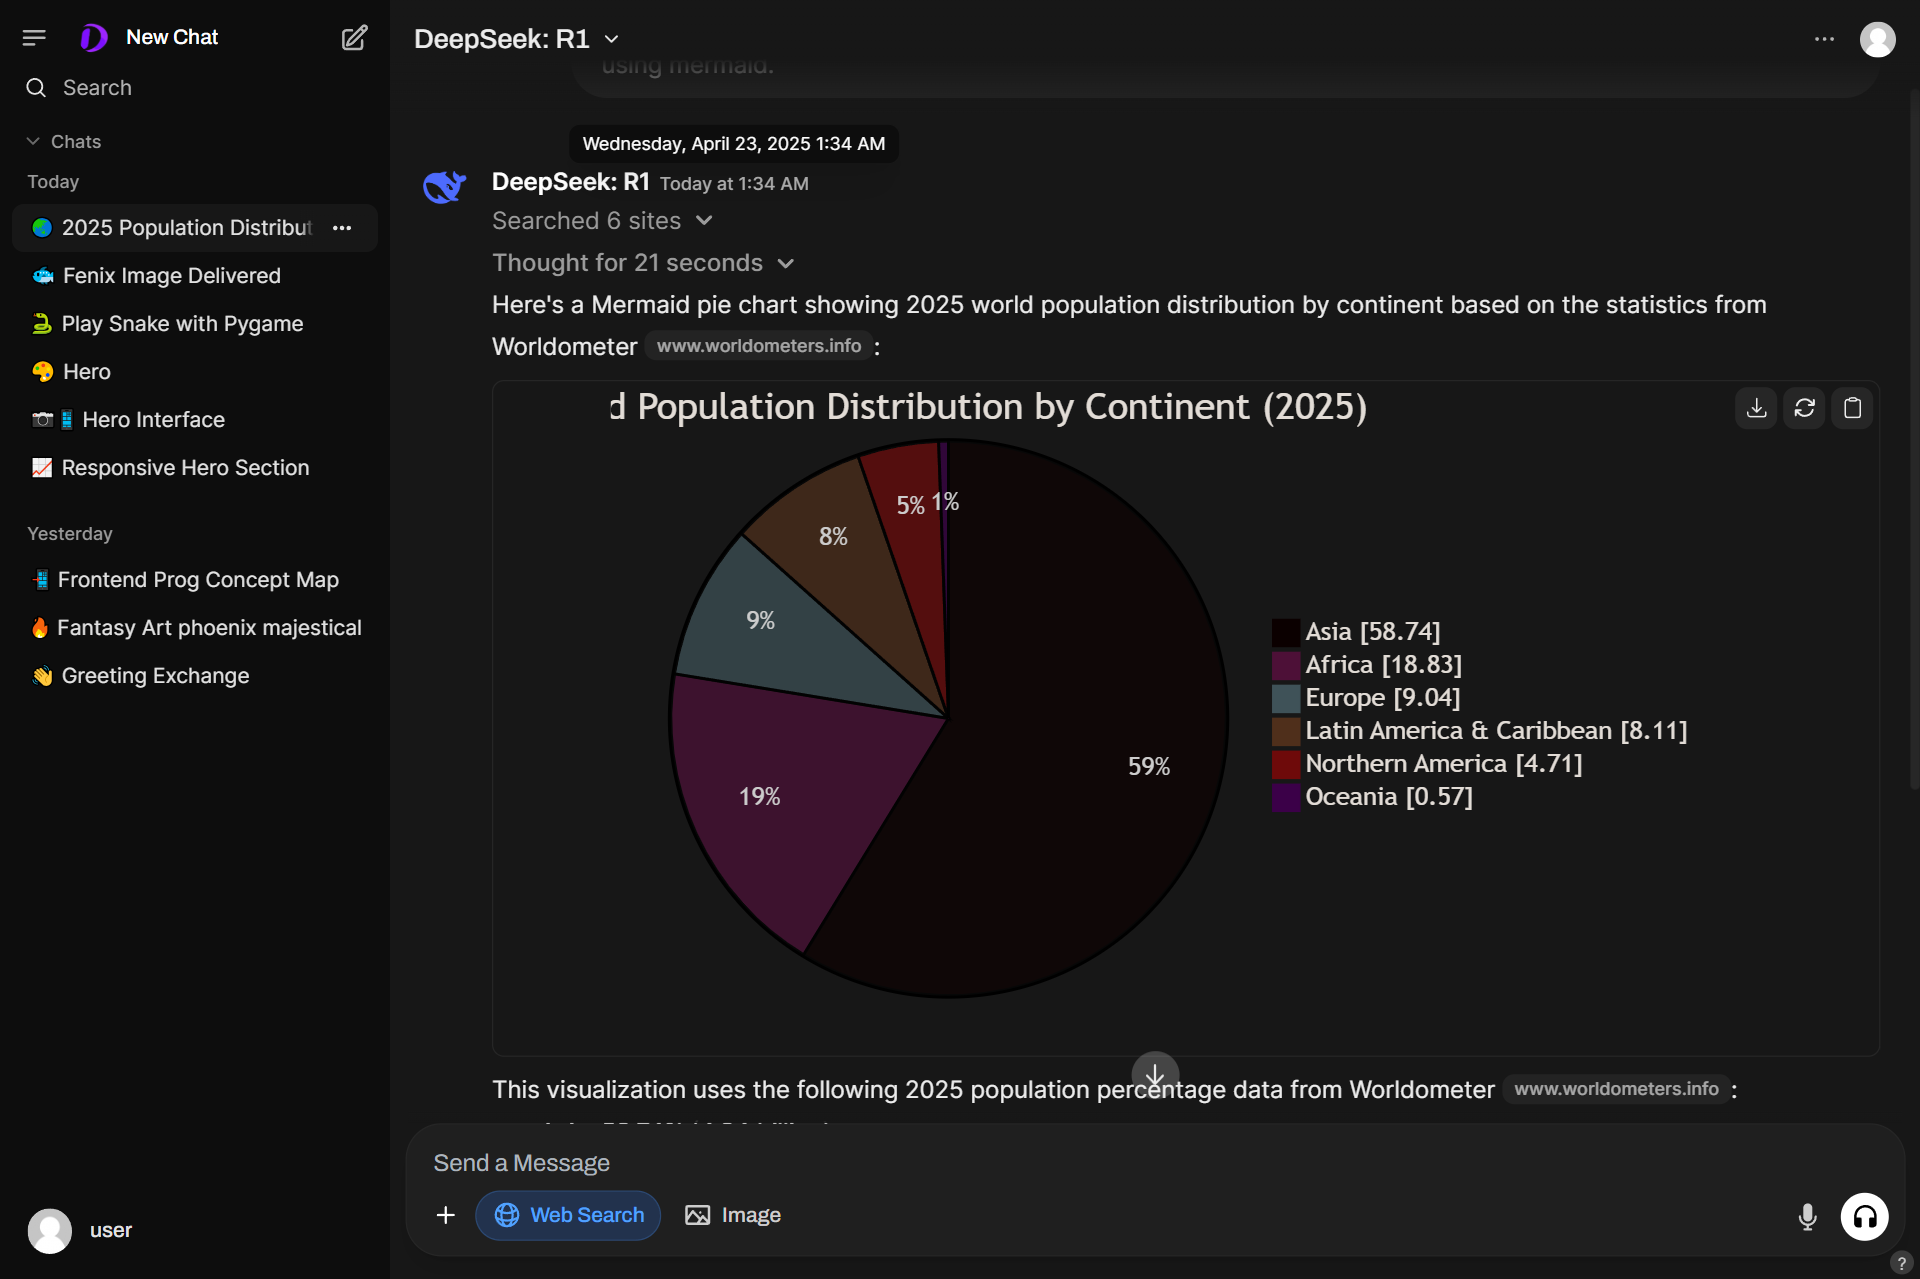 New Chat
Search
Chats
Today
2025 Population Distribut
Fenix Image Delivered
Play Snake with Pygame
Hero
Hero Interface
Responsive Hero Section
Yesterday
Frontend Prog Concept Map
Fantasy Art phoenix majestical
Greeting Exchange
user
DeepSeek: R1
using mermaid.
Wednesday, April 23, 2025 1:34 AM
DeepSeek: R1 Today at 1:34 AM
Searched 6 sites
Thought for 21 seconds
Here's a Mermaid pie chart showing 2025 world population distribution by continent based on the statistics from
Worldometer www.worldometers.info :
d Population Distribution by Continent (2025)
5% 1%
8%
9%
59%
19%
Asia [58.74]
Africa [18.83]
Europe [9.04]
Latin America & Caribbean [8.11]
Northern America [4.71]
Oceania [0.57]
This visualization uses the following 2025 population percentage data from Worldometer www.worldometers.info :
Send a Message
Web Search
Image
?